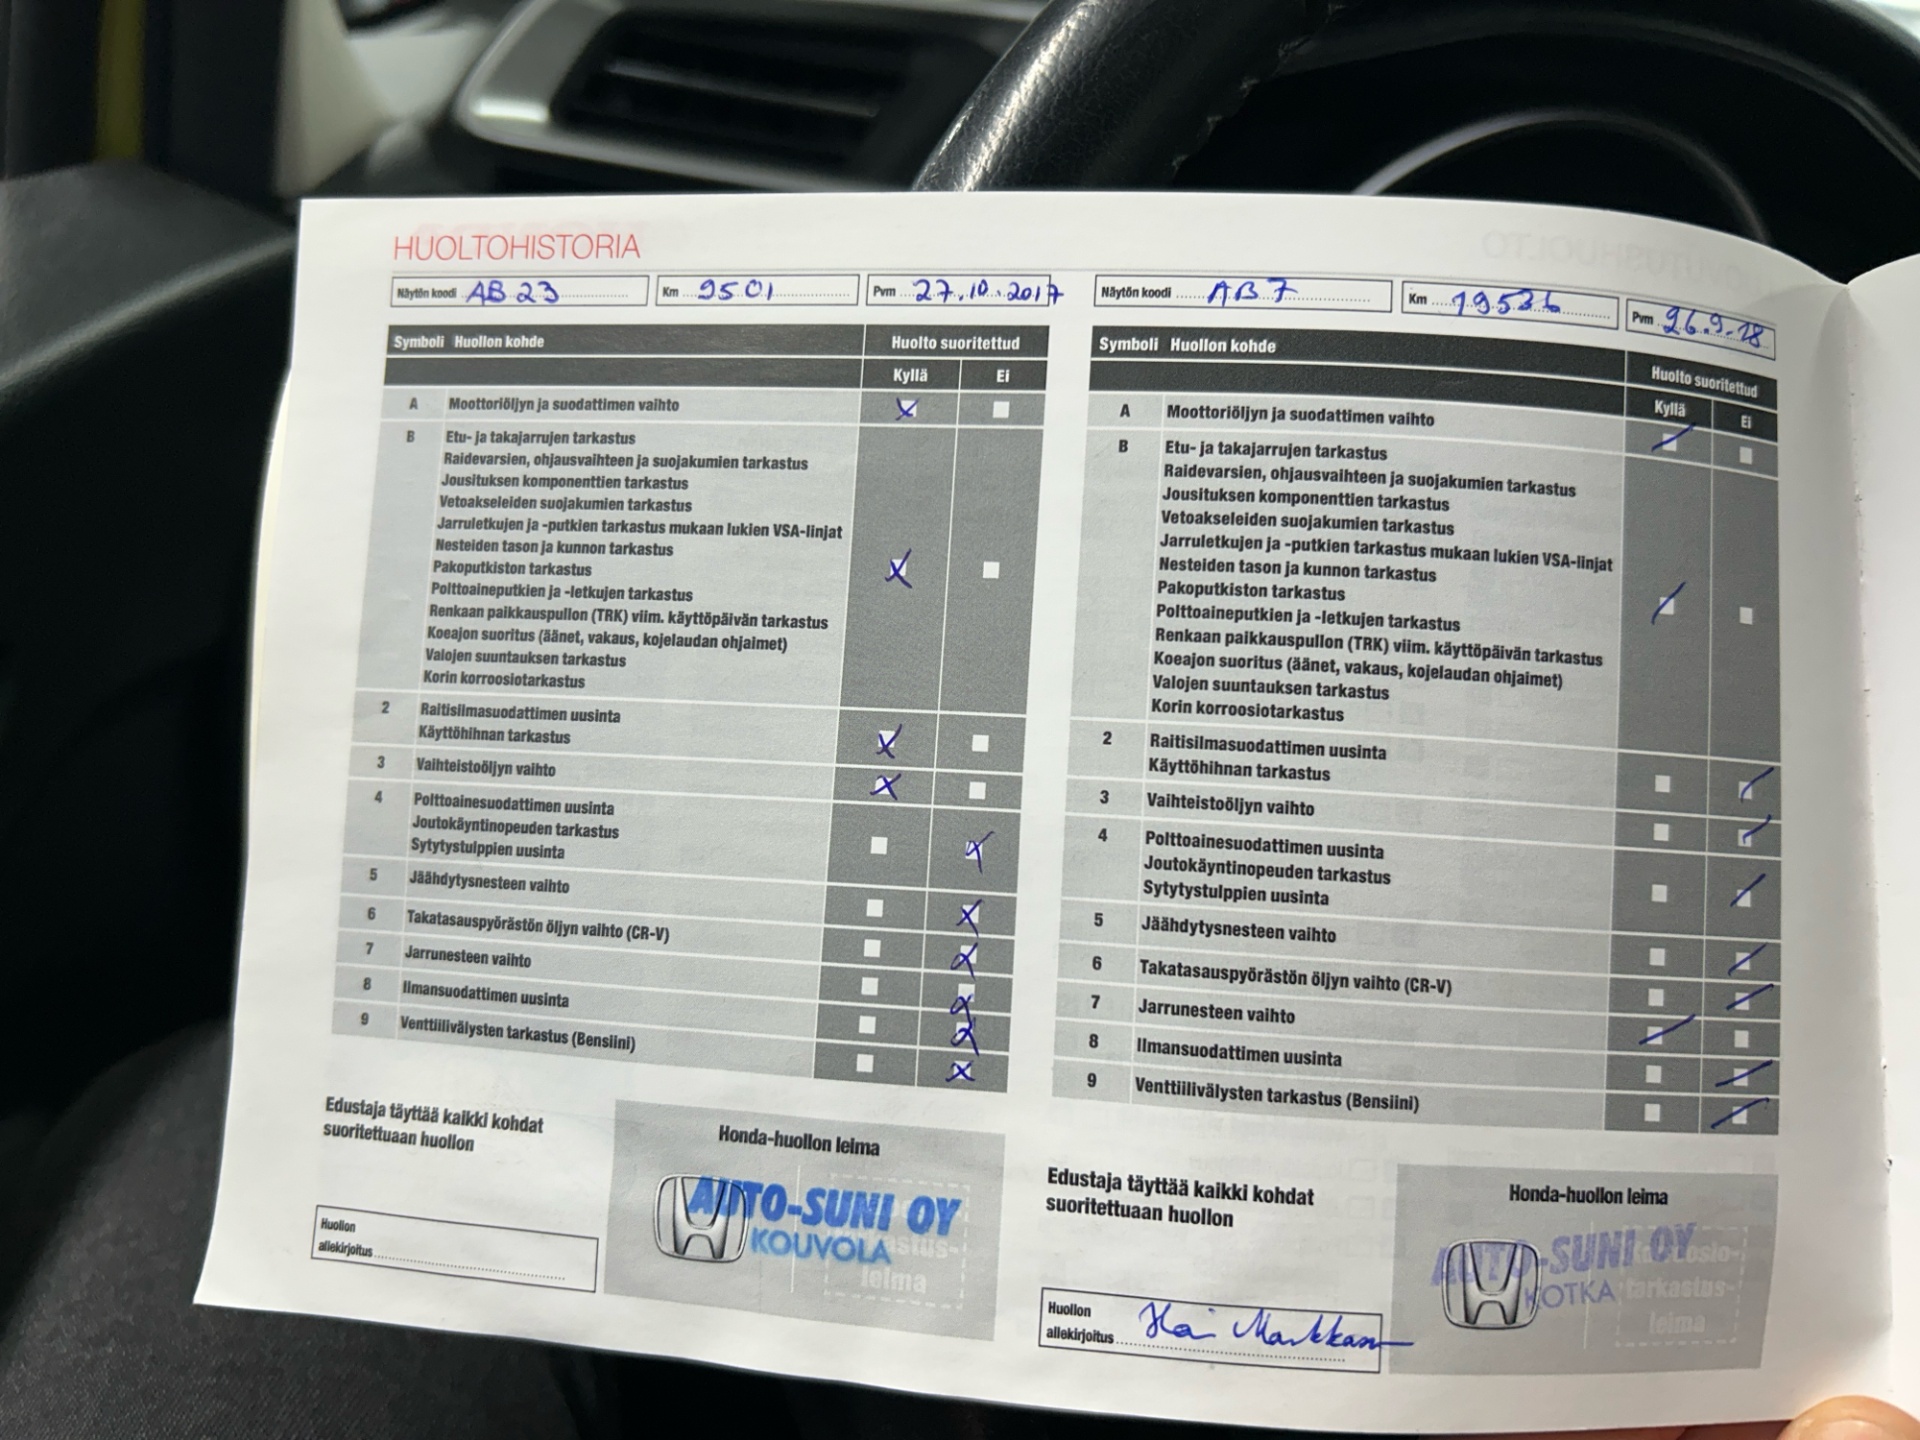 HUOLTOHISTORIA
Näytön koodi AB 23 Km 9501 Pvm 27.10.2017
Symboli Huollon kohde Huolto suoritettud
Kyllä Ei
A Moottoriöljyn ja suodattimen vaihto
B Etu- ja takajarrujen tarkastus
Raidevarsien, ohjausvaihteen ja suojakumien tarkastus
Jousituksen komponenttien tarkastus
Vetoakseleiden suojakumien tarkastus
Jarruletkujen ja -putkien tarkastus mukaan lukien VSA-linjat
Nesteiden tason ja kunnon tarkastus
Pakoputkiston tarkastus
Polttoaineputkien ja -letkujen tarkastus
Renkaan paikkauspullon (TRK) viim. käyttöpäivän tarkastus
Koeajon suoritus (äänet, vakaus, kojelaudan ohjaimet)
Valojen suuntauksen tarkastus
Korin korroosiotarkastus
2 Raitisilmasuodattimen uusinta
Käyttöhihnan tarkastus
3 Vaihteistoöljyn vaihto
4 Polttoainesuodattimen uusinta
Joutokäyntinopeuden tarkastus
Sytytystulppien uusinta
5 Jäähdytysnesteen vaihto
6 Takatasauspyörästön öljyn vaihto (CR-V)
7 Jarrunesteen vaihto
8 Ilmansuodattimen uusinta
9 Venttiilivälysten tarkastus (Bensiini)
Edustaja täyttää kaikki kohdat
suoritettuaan huollon
Honda-huollon leima
AUTO-SUNI OY
KOUVOLA
leima
Huollon
allekirjoitus
Näytön koodi AB7 Km 19536 Pvm 26.9.18
Symboli Huollon kohde Huolto suoritettud
Kyllä Ei
A Moottoriöljyn ja suodattimen vaihto
B Etu- ja takajarrujen tarkastus
Raidevarsien, ohjausvaihteen ja suojakumien tarkastus
Jousituksen komponenttien tarkastus
Vetoakseleiden suojakumien tarkastus
Jarruletkujen ja -putkien tarkastus mukaan lukien VSA-linjat
Nesteiden tason ja kunnon tarkastus
Pakoputkiston tarkastus
Polttoaineputkien ja -letkujen tarkastus
Renkaan paikkauspullon (TRK) viim. käyttöpäivän tarkastus
Koeajon suoritus (äänet, vakaus, kojelaudan ohjaimet)
Valojen suuntauksen tarkastus
Korin korroosiotarkastus
2 Raitisilmasuodattimen uusinta
Käyttöhihnan tarkastus
3 Vaihteistoöljyn vaihto
4 Polttoainesuodattimen uusinta
Joutokäyntinopeuden tarkastus
Sytytystulppien uusinta
5 Jäähdytysnesteen vaihto
6 Takatasauspyörästön öljyn vaihto (CR-V)
7 Jarrunesteen vaihto
8 Ilmansuodattimen uusinta
9 Venttiilivälysten tarkastus (Bensiini)
Edustaja täyttää kaikki kohdat
suoritettuaan huollon
Honda-huollon leima
AUTO-SUNI OY
KOTKA
tarkastus-
leima
Huollon
allekirjoitus